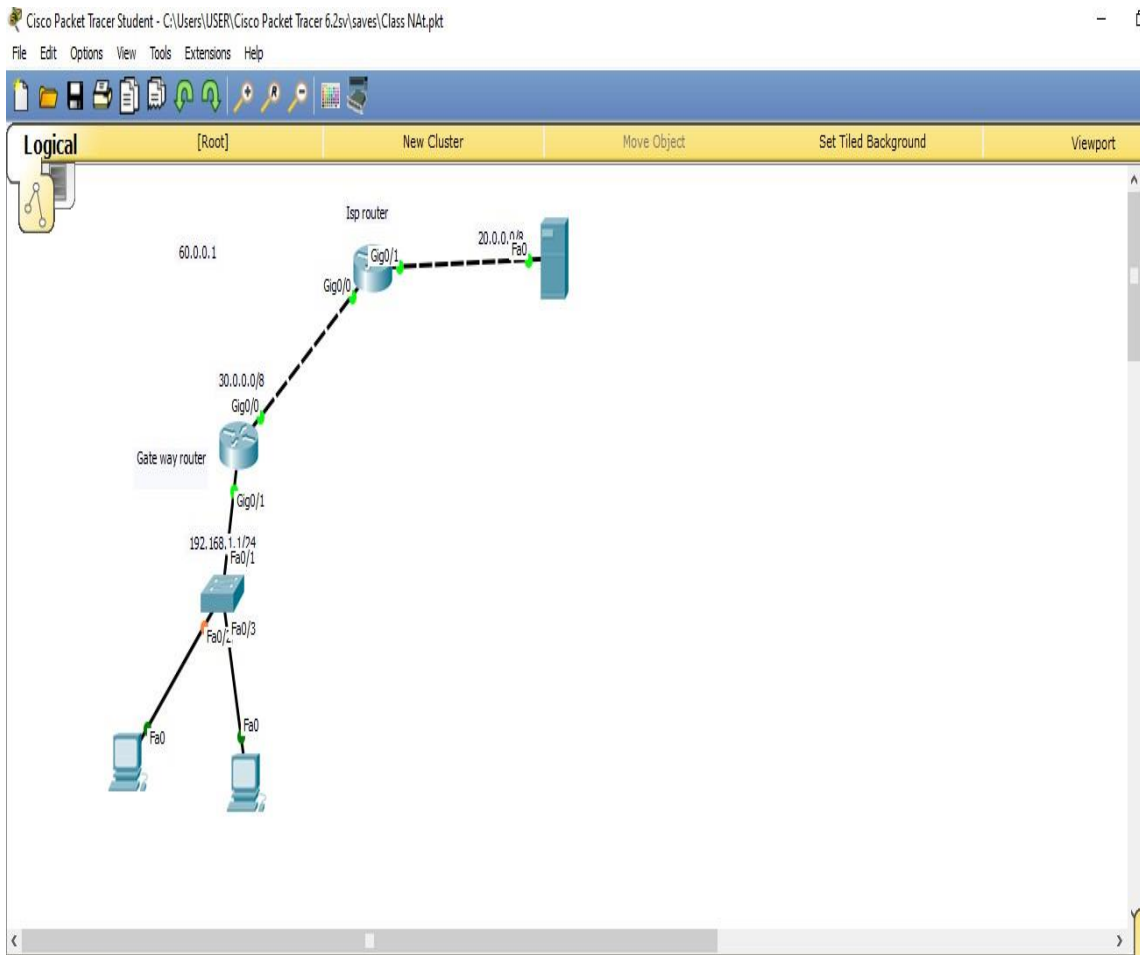 Cisco Packet Tracer Student - C:\Users\USER\Cisco Packet Tracer 6.2sv\saves\Class NAt.pkt
File Edit Options View Tools Extensions Help
Logical [Root] New Cluster Move Object Set Tiled Background Viewport
Isp router
60.0.0.1
Gig0/1
20.0.0.0/8
Fa0
Gig0/0
30.0.0.0/8
Gig0/0
Gate way router
Gig0/1
192.168.1.1/24
Fa0/1
Fa0/2
Fa0/3
Fa0
Fa0